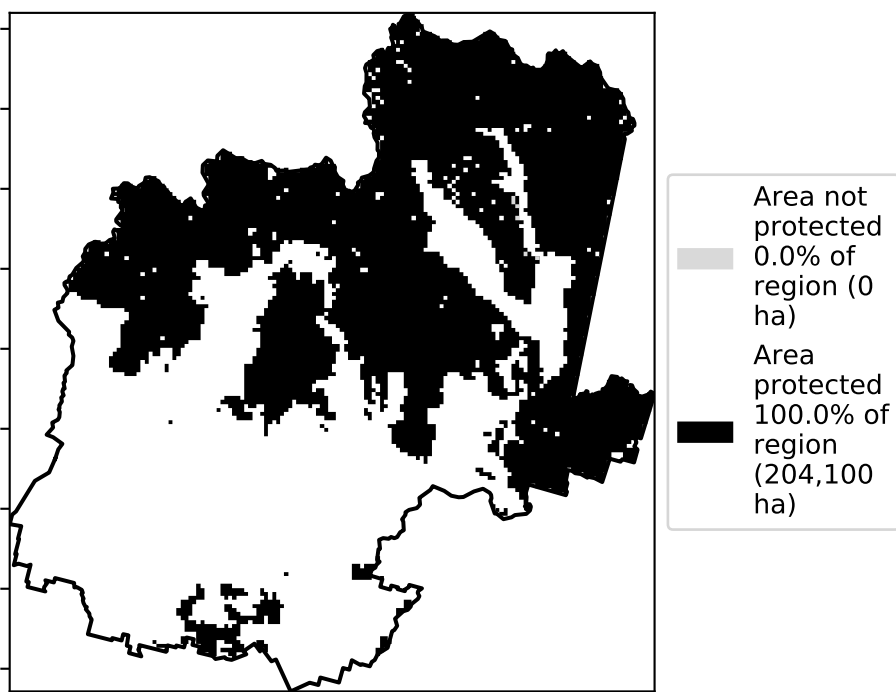 Area not
protected
0.0% of
region (0
ha)
Area
protected
100.0% of
region
(204,100
ha)